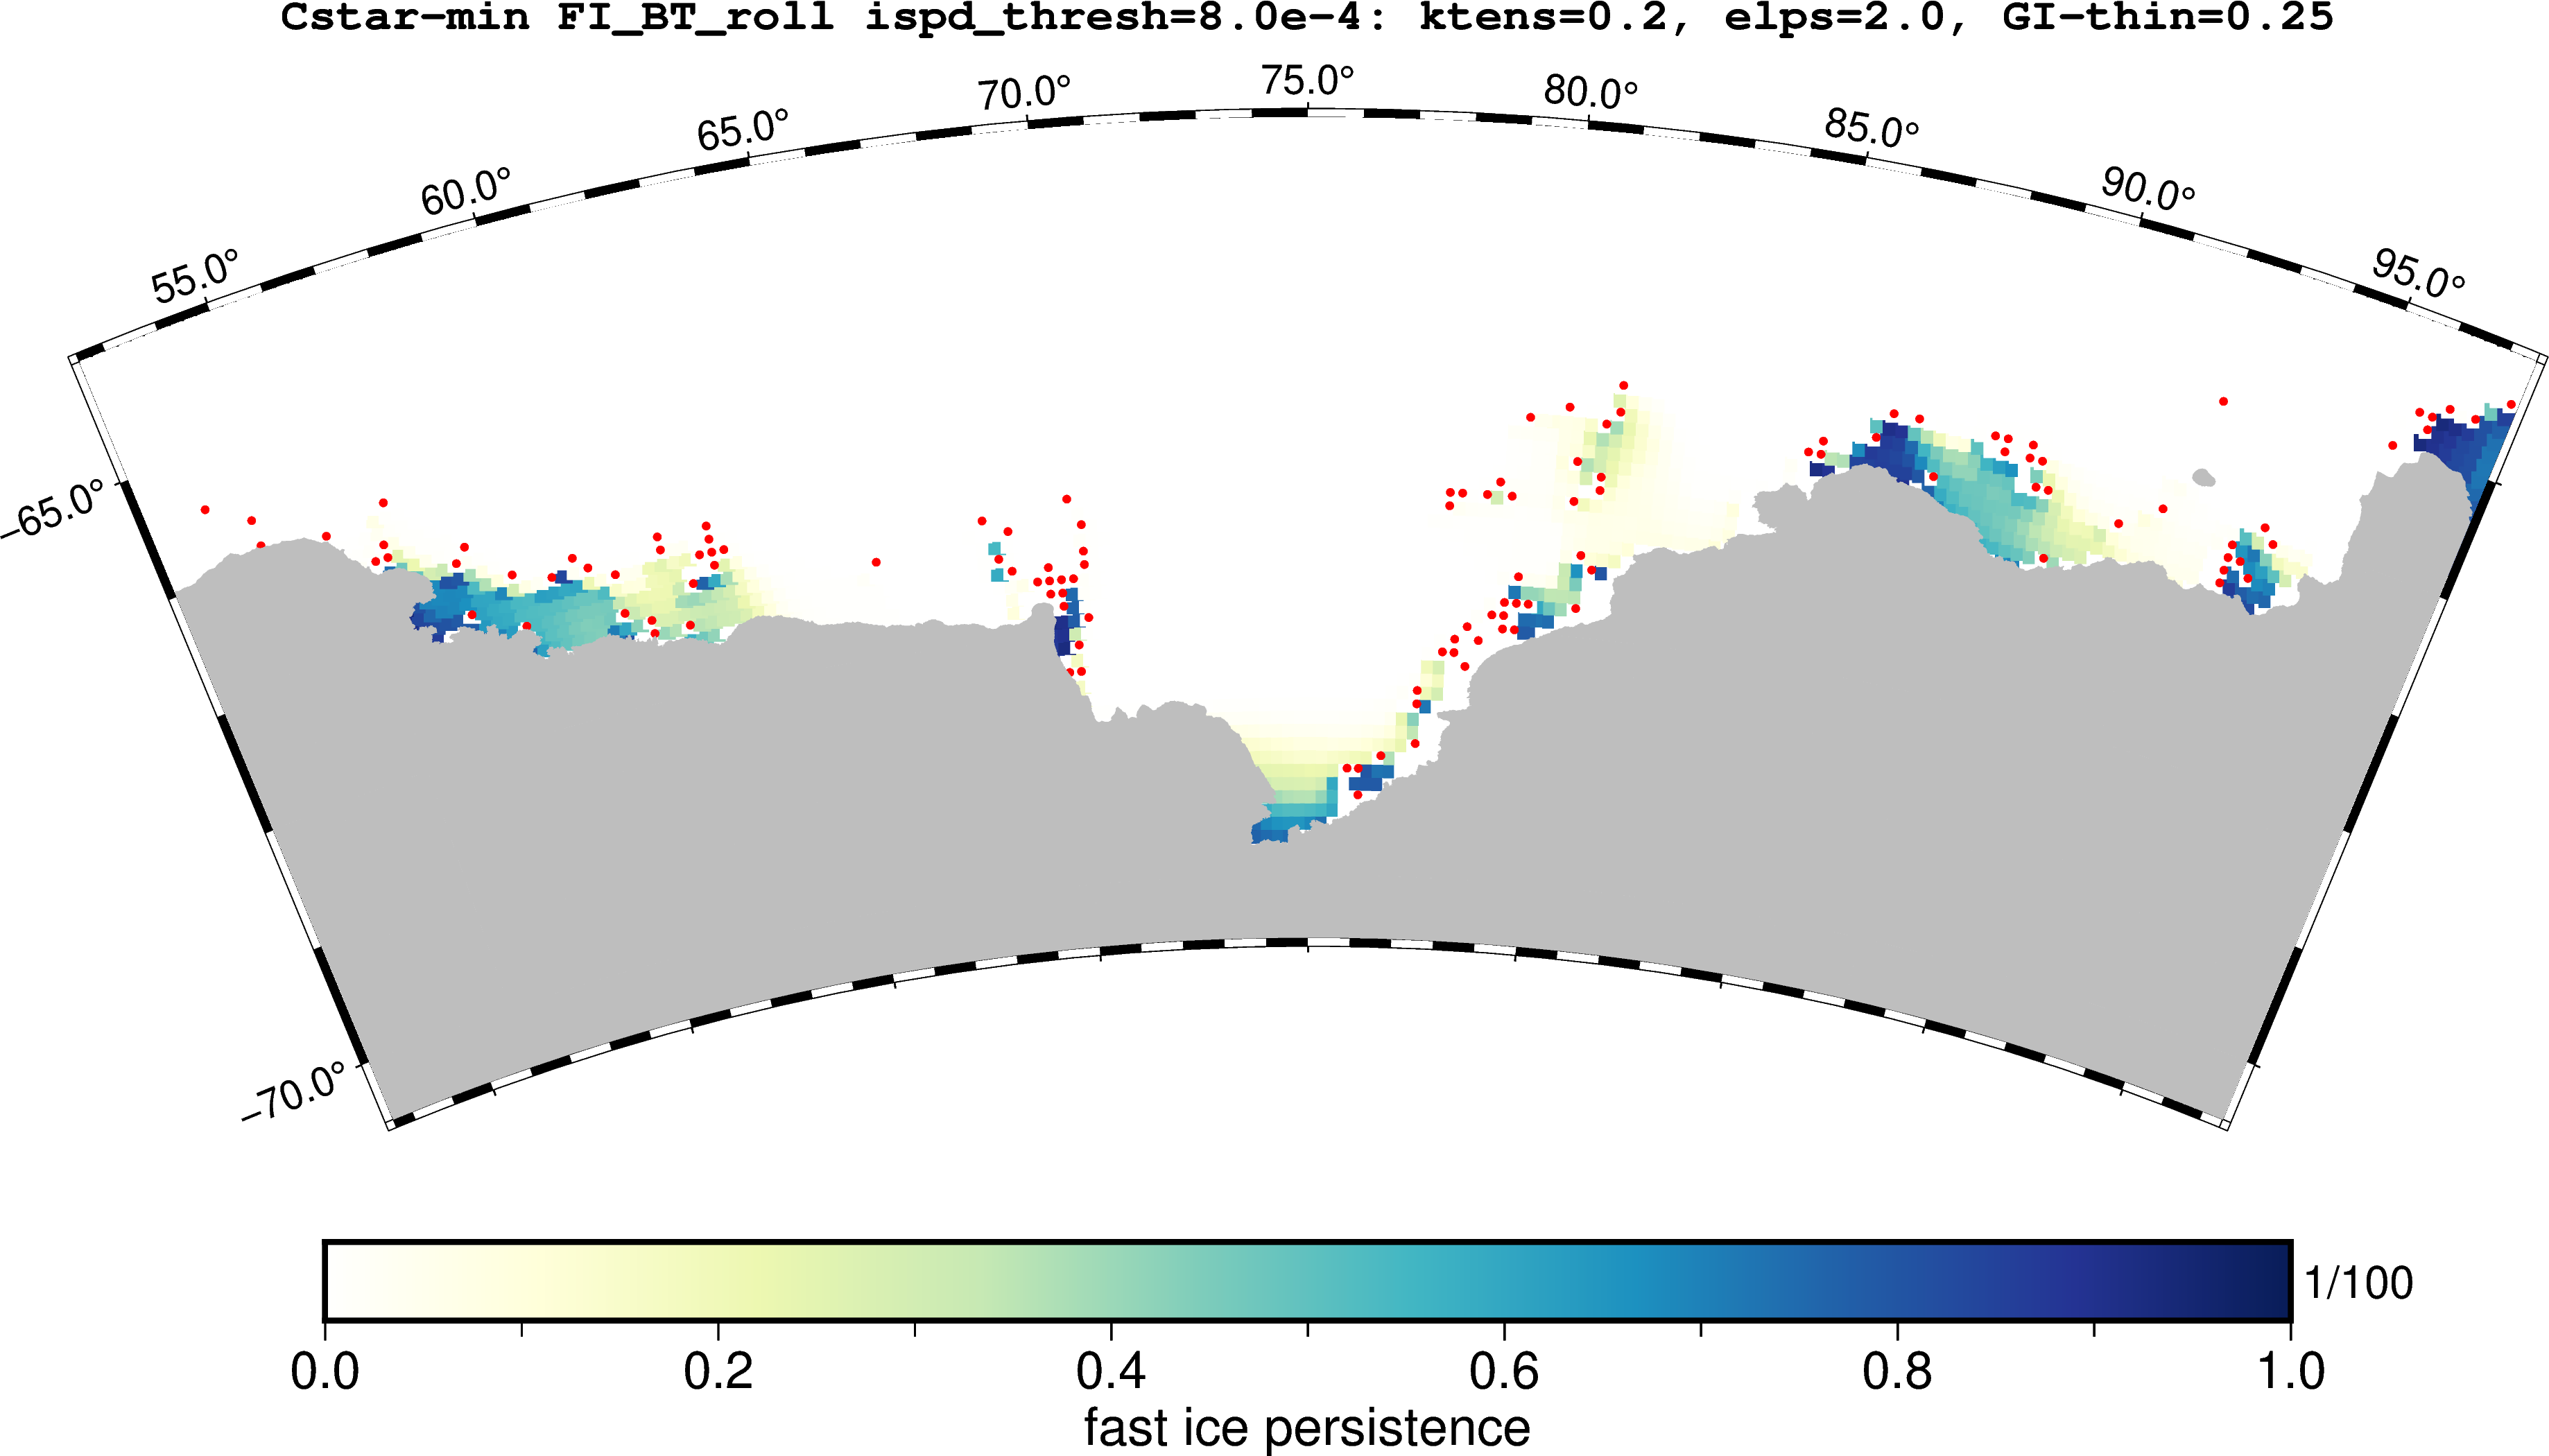 Cstar-min FI_BT_roll ispd_thresh=8.0e-4: ktens=0.2, elps=2.0, GI-thin=0.25
55.0° 60.0° 65.0° 70.0° 75.0° 80.0° 85.0° 90.0° 95.0°
-65.0°
-70.0°
1/100
0.0 0.2 0.4 0.6 0.8 1.0
fast ice persistence